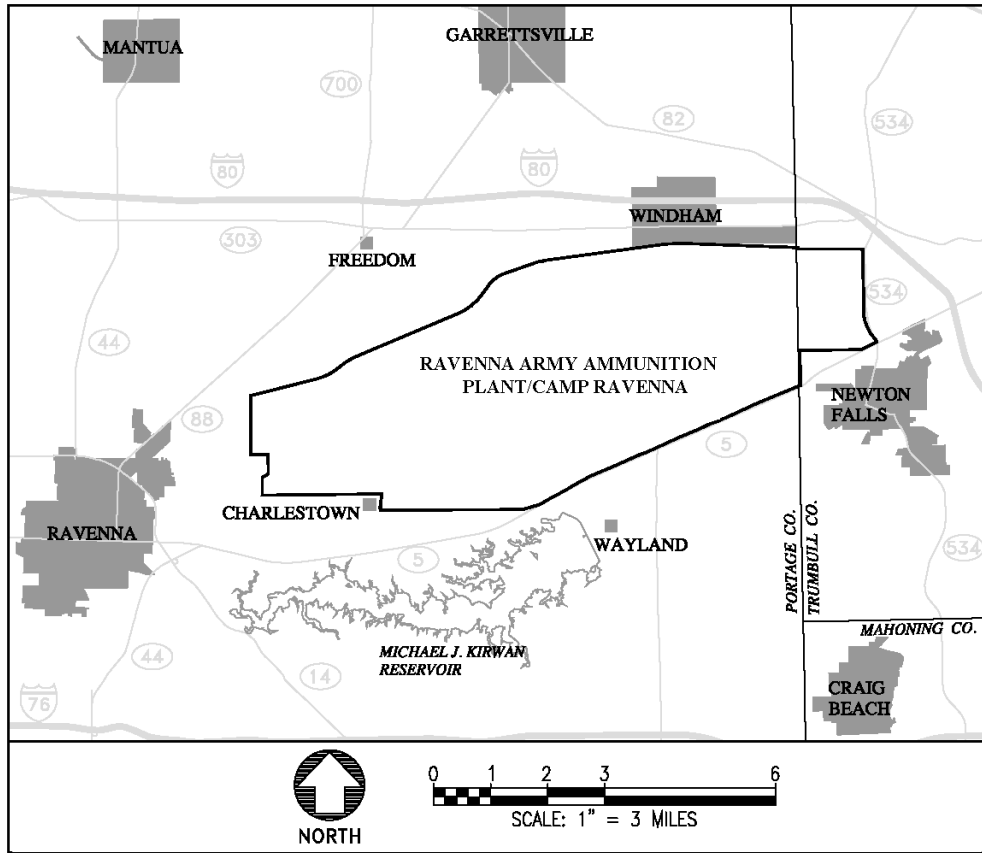 MANTUA
GARRETTSVILLE
700
82
534
80
80
WINDHAM
303
FREEDOM
534
44
RAVENNA ARMY AMMUNITION
PLANT/CAMP RAVENNA
NEWTON
FALLS
88
5
CHARLESTOWN
RAVENNA
WAYLAND
5
534
PORTAGE CO.
TRUMBULL CO.
MAHONING CO.
MICHAEL J. KIRWAN
RESERVOIR
44
14
76
CRAIG
BEACH
NORTH
0 1 2 3 6
SCALE: 1" = 3 MILES